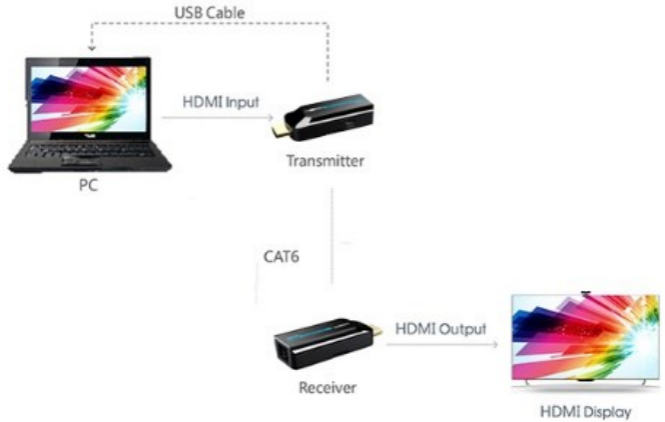 USB Cable
HDMI Input
Transmitter
PC
CAT6
HDMI Output
Receiver
HDMI Display